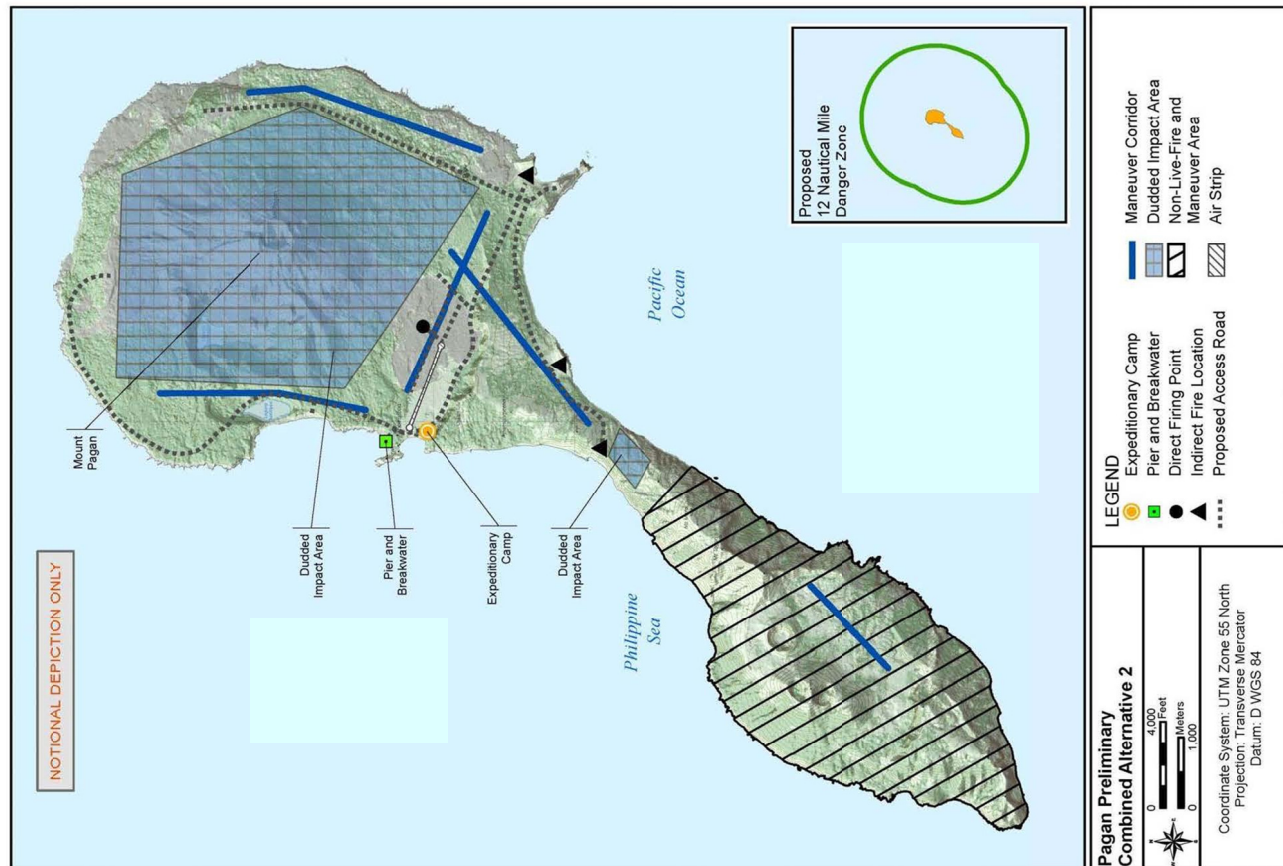 NOTIONAL DEPICTION ONLY
Mount
Pagan
Dudded
Impact Area
Pier and
Breakwater
Expeditionary
Camp
Dudded
Impact Area
Philippine
Sea
Pacific
Ocean
Proposed
12 Nautical Mile
Danger Zone
Pagan Preliminary
Combined Alternative 2
0 4,000
Feet
Meters
0 1,000
Coordinate System: UTM Zone 55 North
Projection: Transverse Mercator
Datum: D WGS 84
LEGEND
Expeditionary Camp
Pier and Breakwater
Direct Firing Point
Indirect Fire Location
Proposed Access Road
Maneuver Corridor
Dudded Impact Area
Non-Live-Fire and
Maneuver Area
Air Strip